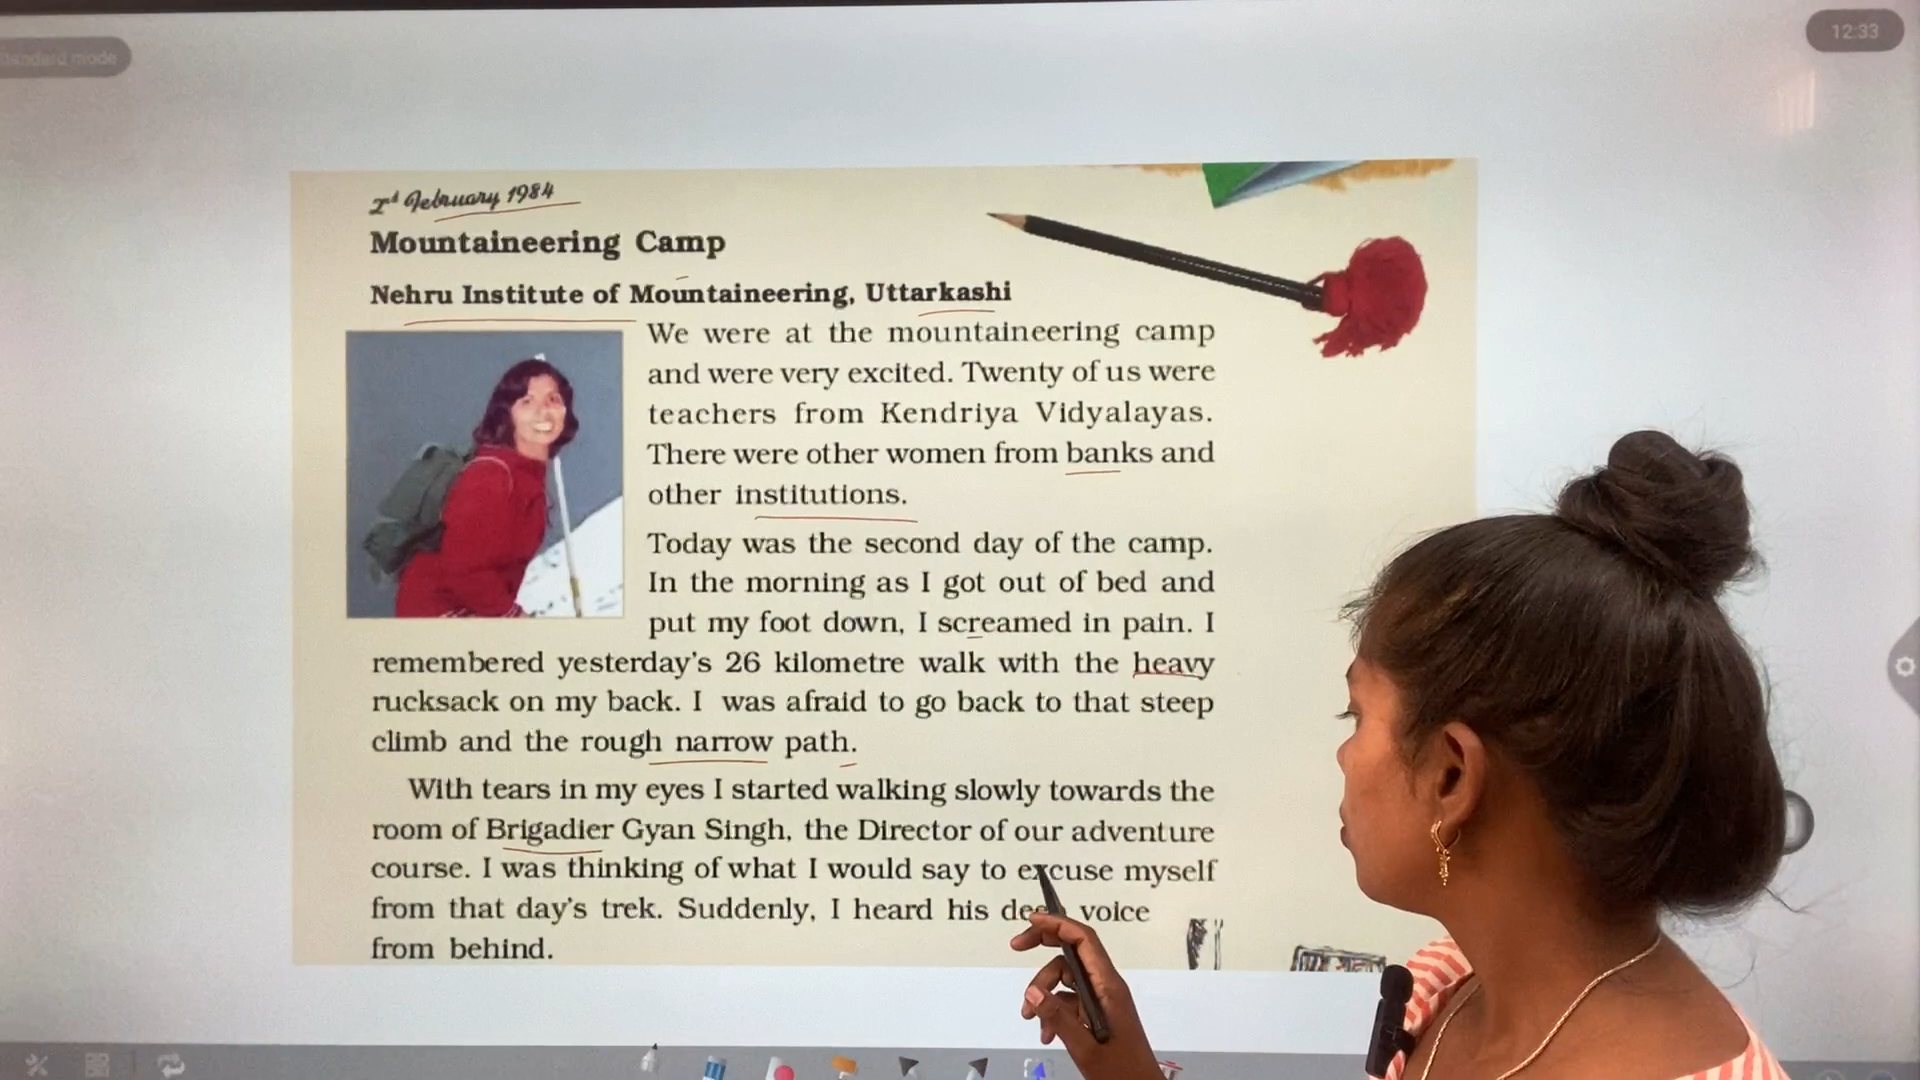 12:33
Standard mode
2nd February 1984
Mountaineering Camp
Nehru Institute of Mountaineering, Uttarkashi
We were at the mountaineering camp
and were very excited. Twenty of us were
teachers from Kendriya Vidyalayas.
There were other women from banks and
other institutions.
Today was the second day of the camp.
In the morning as I got out of bed and
put my foot down, I screamed in pain. I
remembered yesterday's 26 kilometre walk with the heavy
rucksack on my back. I was afraid to go back to that steep
climb and the rough narrow path.
With tears in my eyes I started walking slowly towards the
room of Brigadier Gyan Singh, the Director of our adventure
course. I was thinking of what I would say to excuse myself
from that day's trek. Suddenly, I heard his deep voice
from behind.